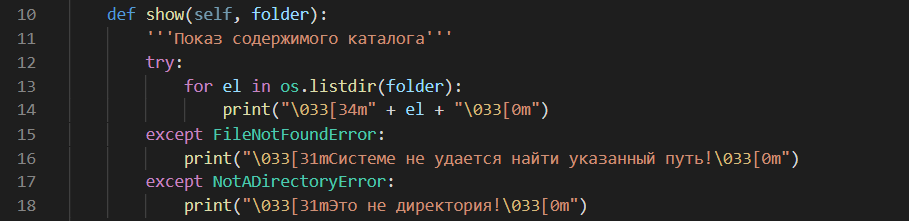 10 def show(self, folder):
11 '''Показ содержимого каталога'''
12 try:
13 for el in os.listdir(folder):
14 print("\033[34m" + el + "\033[0m")
15 except FileNotFoundError:
16 print("\033[31mСистеме не удается найти указанный путь!\033[0m")
17 except NotADirectoryError:
18 print("\033[31mЭто не директория!\033[0m")